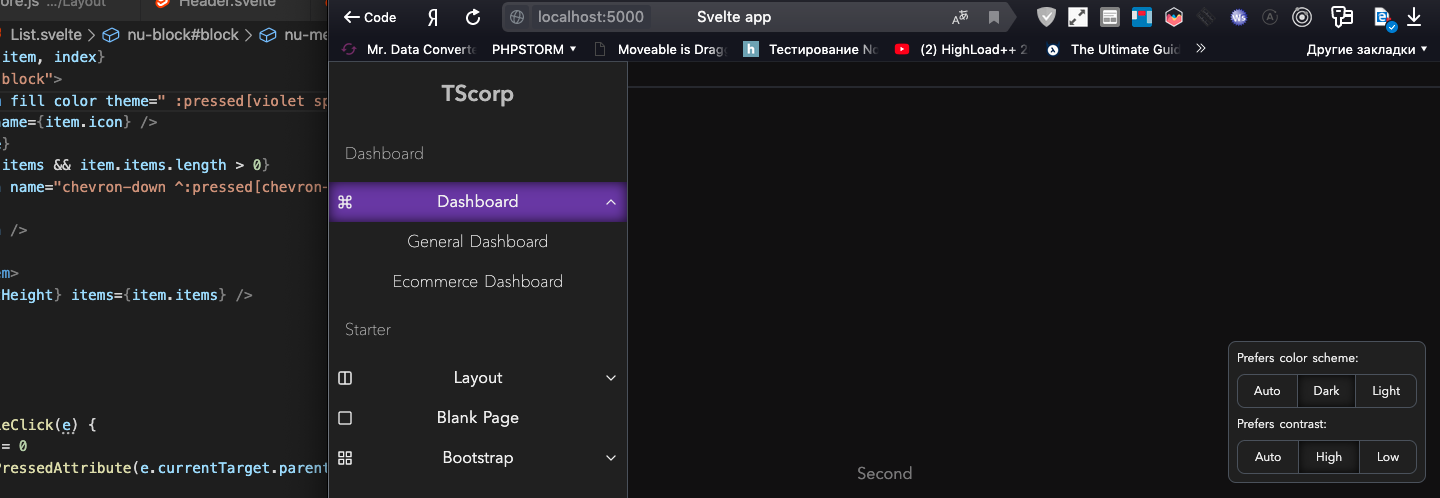 ore.js .../Layout
Header.svelte
List.svelte > nu-block#block > nu-me
item, index}
block">
fill color theme=" :pressed[violet sp
name={item.icon} />
}
items && item.items.length > 0}
name="chevron-down ^:pressed[chevron-
/>
em>
Height} items={item.items} />
eClick(e) {
= 0
PressedAttribute(e.currentTarget.parent
Code
Я
localhost:5000
Svelte app
Mr. Data Converte
PHPSTORM
Moveable is Drag
h
Тестирование No
(2) HighLoad++ 2
The Ultimate Guid
Другие закладки
Ws
TScorp
Dashboard
Dashboard
General Dashboard
Ecommerce Dashboard
Starter
Layout
Blank Page
Bootstrap
Second
Prefers color scheme:
Auto Dark Light
Prefers contrast:
Auto High Low